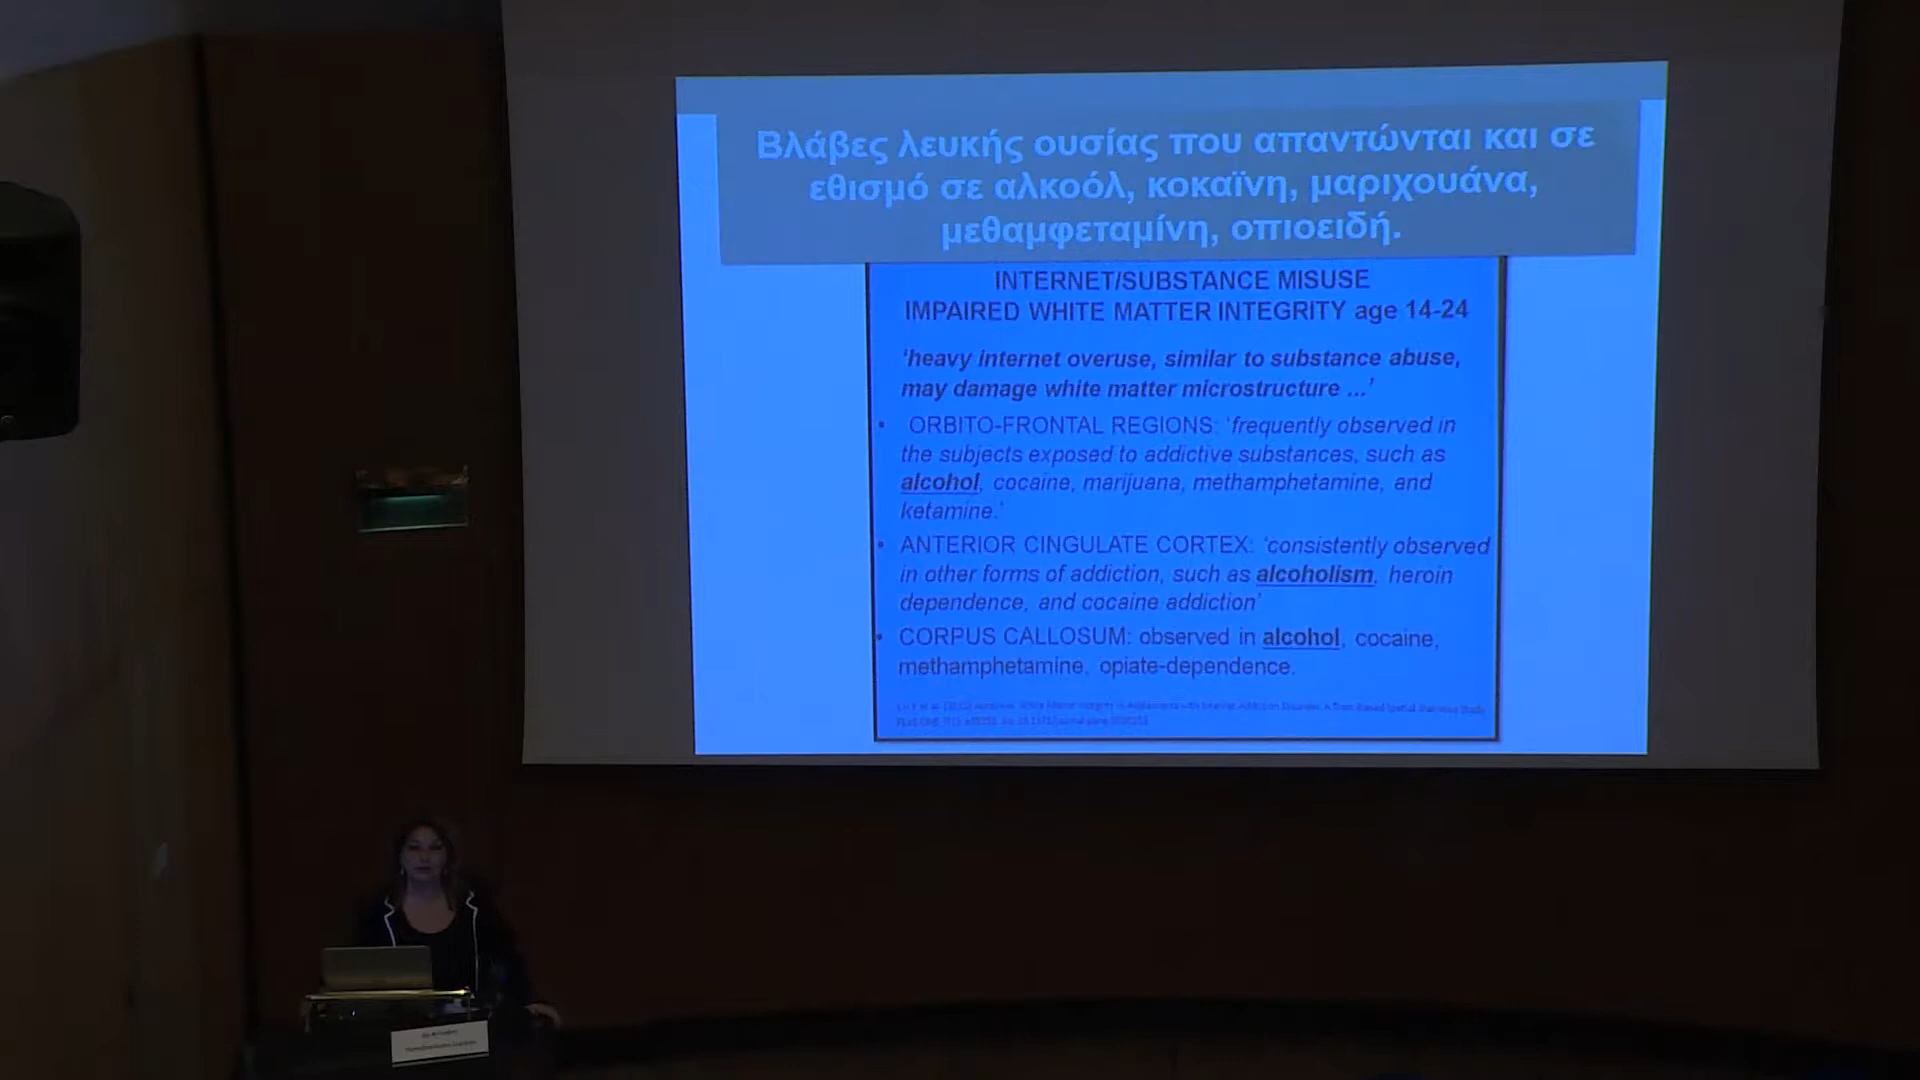 Βλάβες λευκής ουσίας που απαντώνται και σε
εθισμό σε αλκοόλ, κοκαϊνη, μαριχουάνα,
μεθαμφεταμίνη, οπιοειδή.
INTERNET/SUBSTANCE MISUSE
IMPAIRED WHITE MATTER INTEGRITY age 14-24
‘heavy internet overuse, similar to substance abuse,
may damage white matter microstructure ...’
• ORBITO-FRONTAL REGIONS: ‘frequently observed in
the subjects exposed to addictive substances, such as
alcohol, cocaine, marijuana, methamphetamine, and
ketamine.’
• ANTERIOR CINGULATE CORTEX: ‘consistently observed
in other forms of addiction, such as alcoholism, heroin
dependence, and cocaine addiction’
• CORPUS CALLOSUM: observed in alcohol, cocaine,
methamphetamine, opiate-dependence.